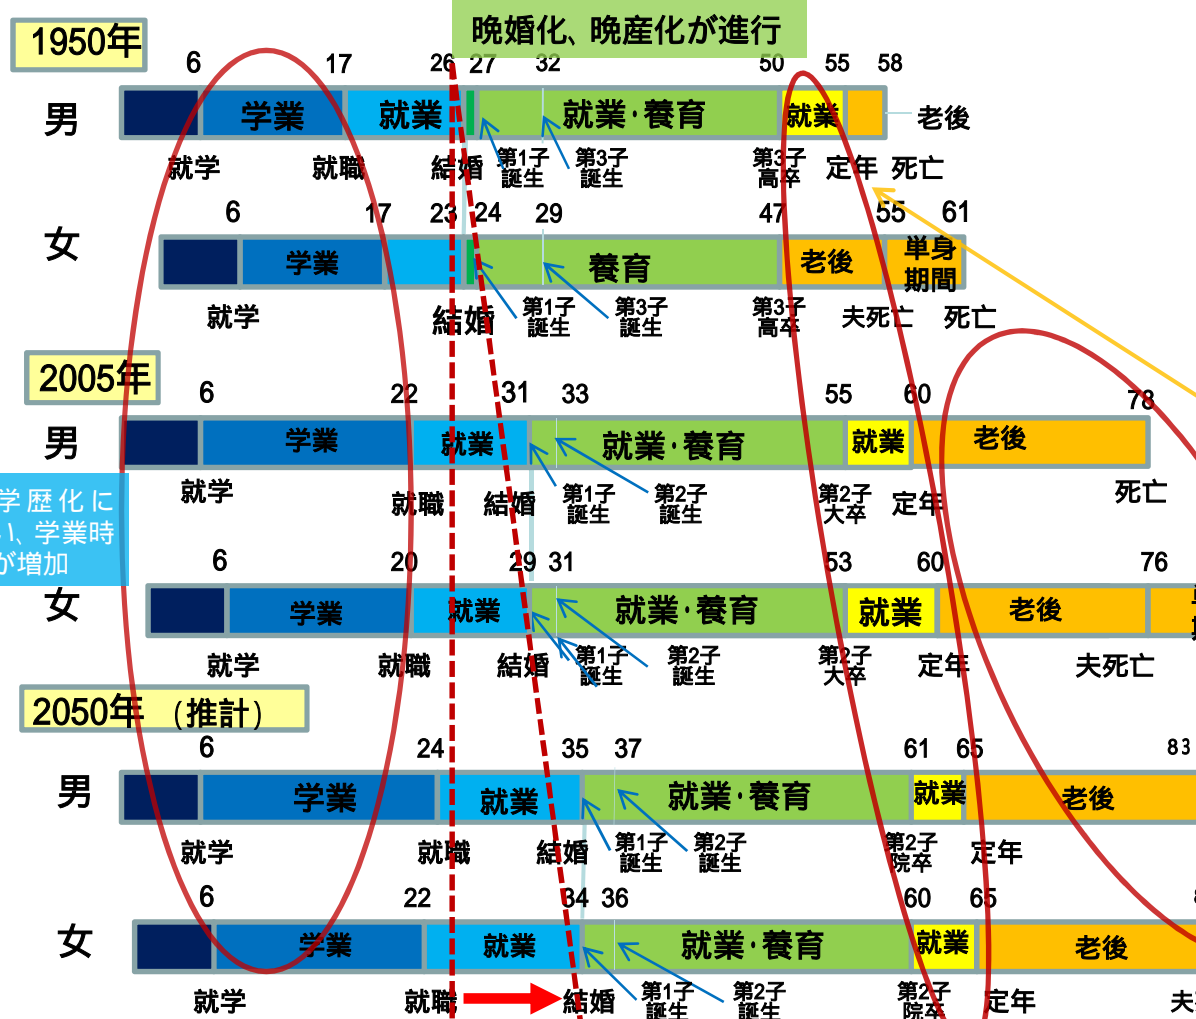 晩婚化、晩産化が進行
1950年
6 17 26 27 32 50 55 58
男
学業 就業 就業・養育 就業
老後
就学 就職 結婚 第1子 第3子 第3子 定年 死亡
誕生 誕生 高卒
6 17 23 24 29 47 55 61
女
学業 養育 老後 単身
期間
就学 結婚 第1子 第3子 第3子 夫死亡 死亡
誕生 誕生 高卒
2005年
6 22 31 33 55 60 78
男
学業 就業 就業・養育 就業 老後
就学 就職 結婚 第1子 第2子 第2子 定年 死亡
誕生 誕生 大卒
学歴化に
い、学業時
が増加
6 20 29 31 53 60 76
女
学業 就業 就業・養育 就業 老後
就学 就職 結婚 第1子 第2子 第2子 定年 夫死亡
誕生 誕生 大卒
2050年 (推計)
6 24 35 37 61 65 83
男
学業 就業 就業・養育 就業 老後
就学 就職 結婚 第1子 第2子 第2子 定年
誕生 誕生 院卒
6 22 34 36 60 65
女
学業 就業 就業・養育 就業 老後
就学 就職 結婚 第1子 第2子 第2子 定年 夫
誕生 誕生 院卒